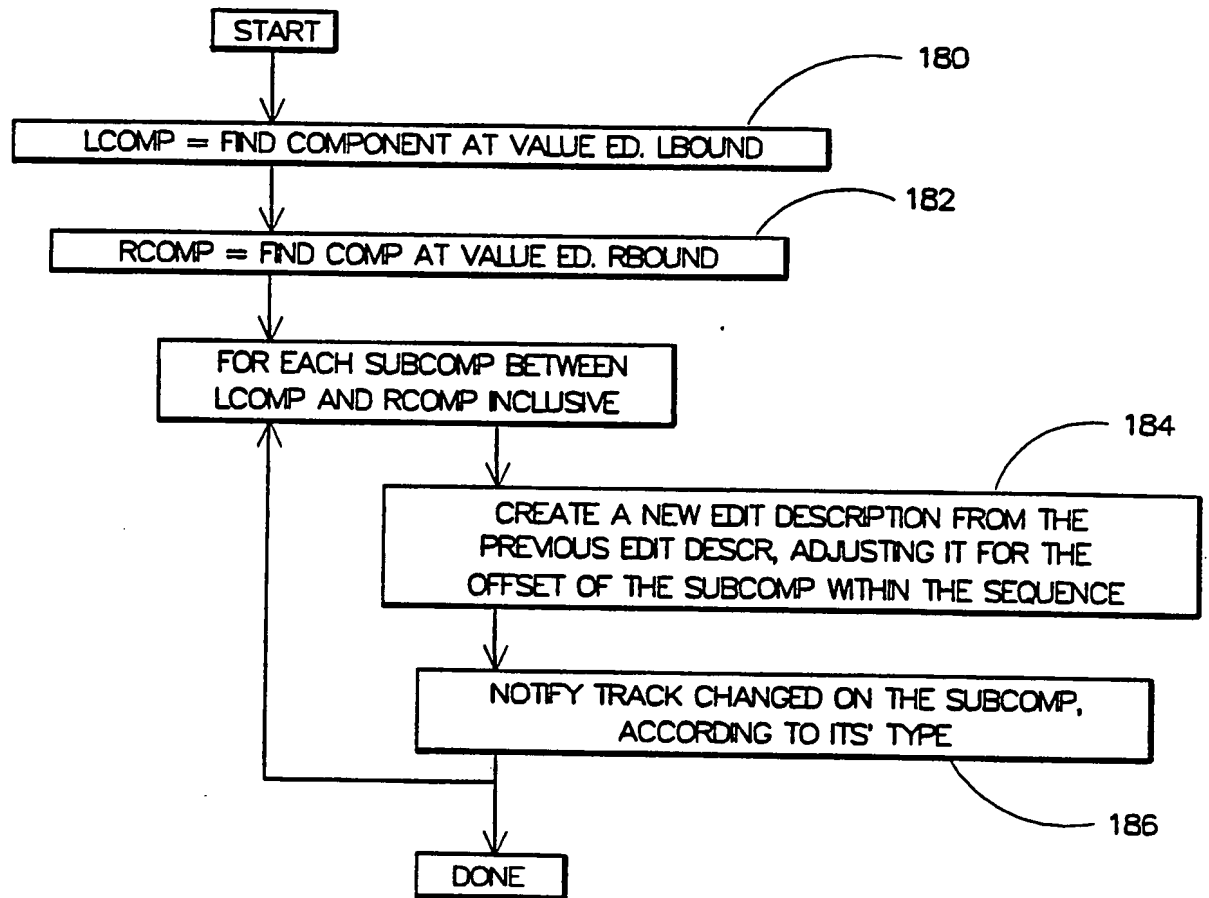 START
180
LCOMP = FIND COMPONENT AT VALUE ED. LBOUND
182
RCOMP = FIND COMP AT VALUE ED. RBOUND
FOR EACH SUBCOMP BETWEEN
LCOMP AND RCOMP INCLUSIVE
184
CREATE A NEW EDIT DESCRIPTION FROM THE
PREVIOUS EDIT DESCR, ADJUSTING IT FOR THE
OFFSET OF THE SUBCOMP WITHIN THE SEQUENCE
NOTIFY TRACK CHANGED ON THE SUBCOMP,
ACCORDING TO ITS' TYPE
186
DONE